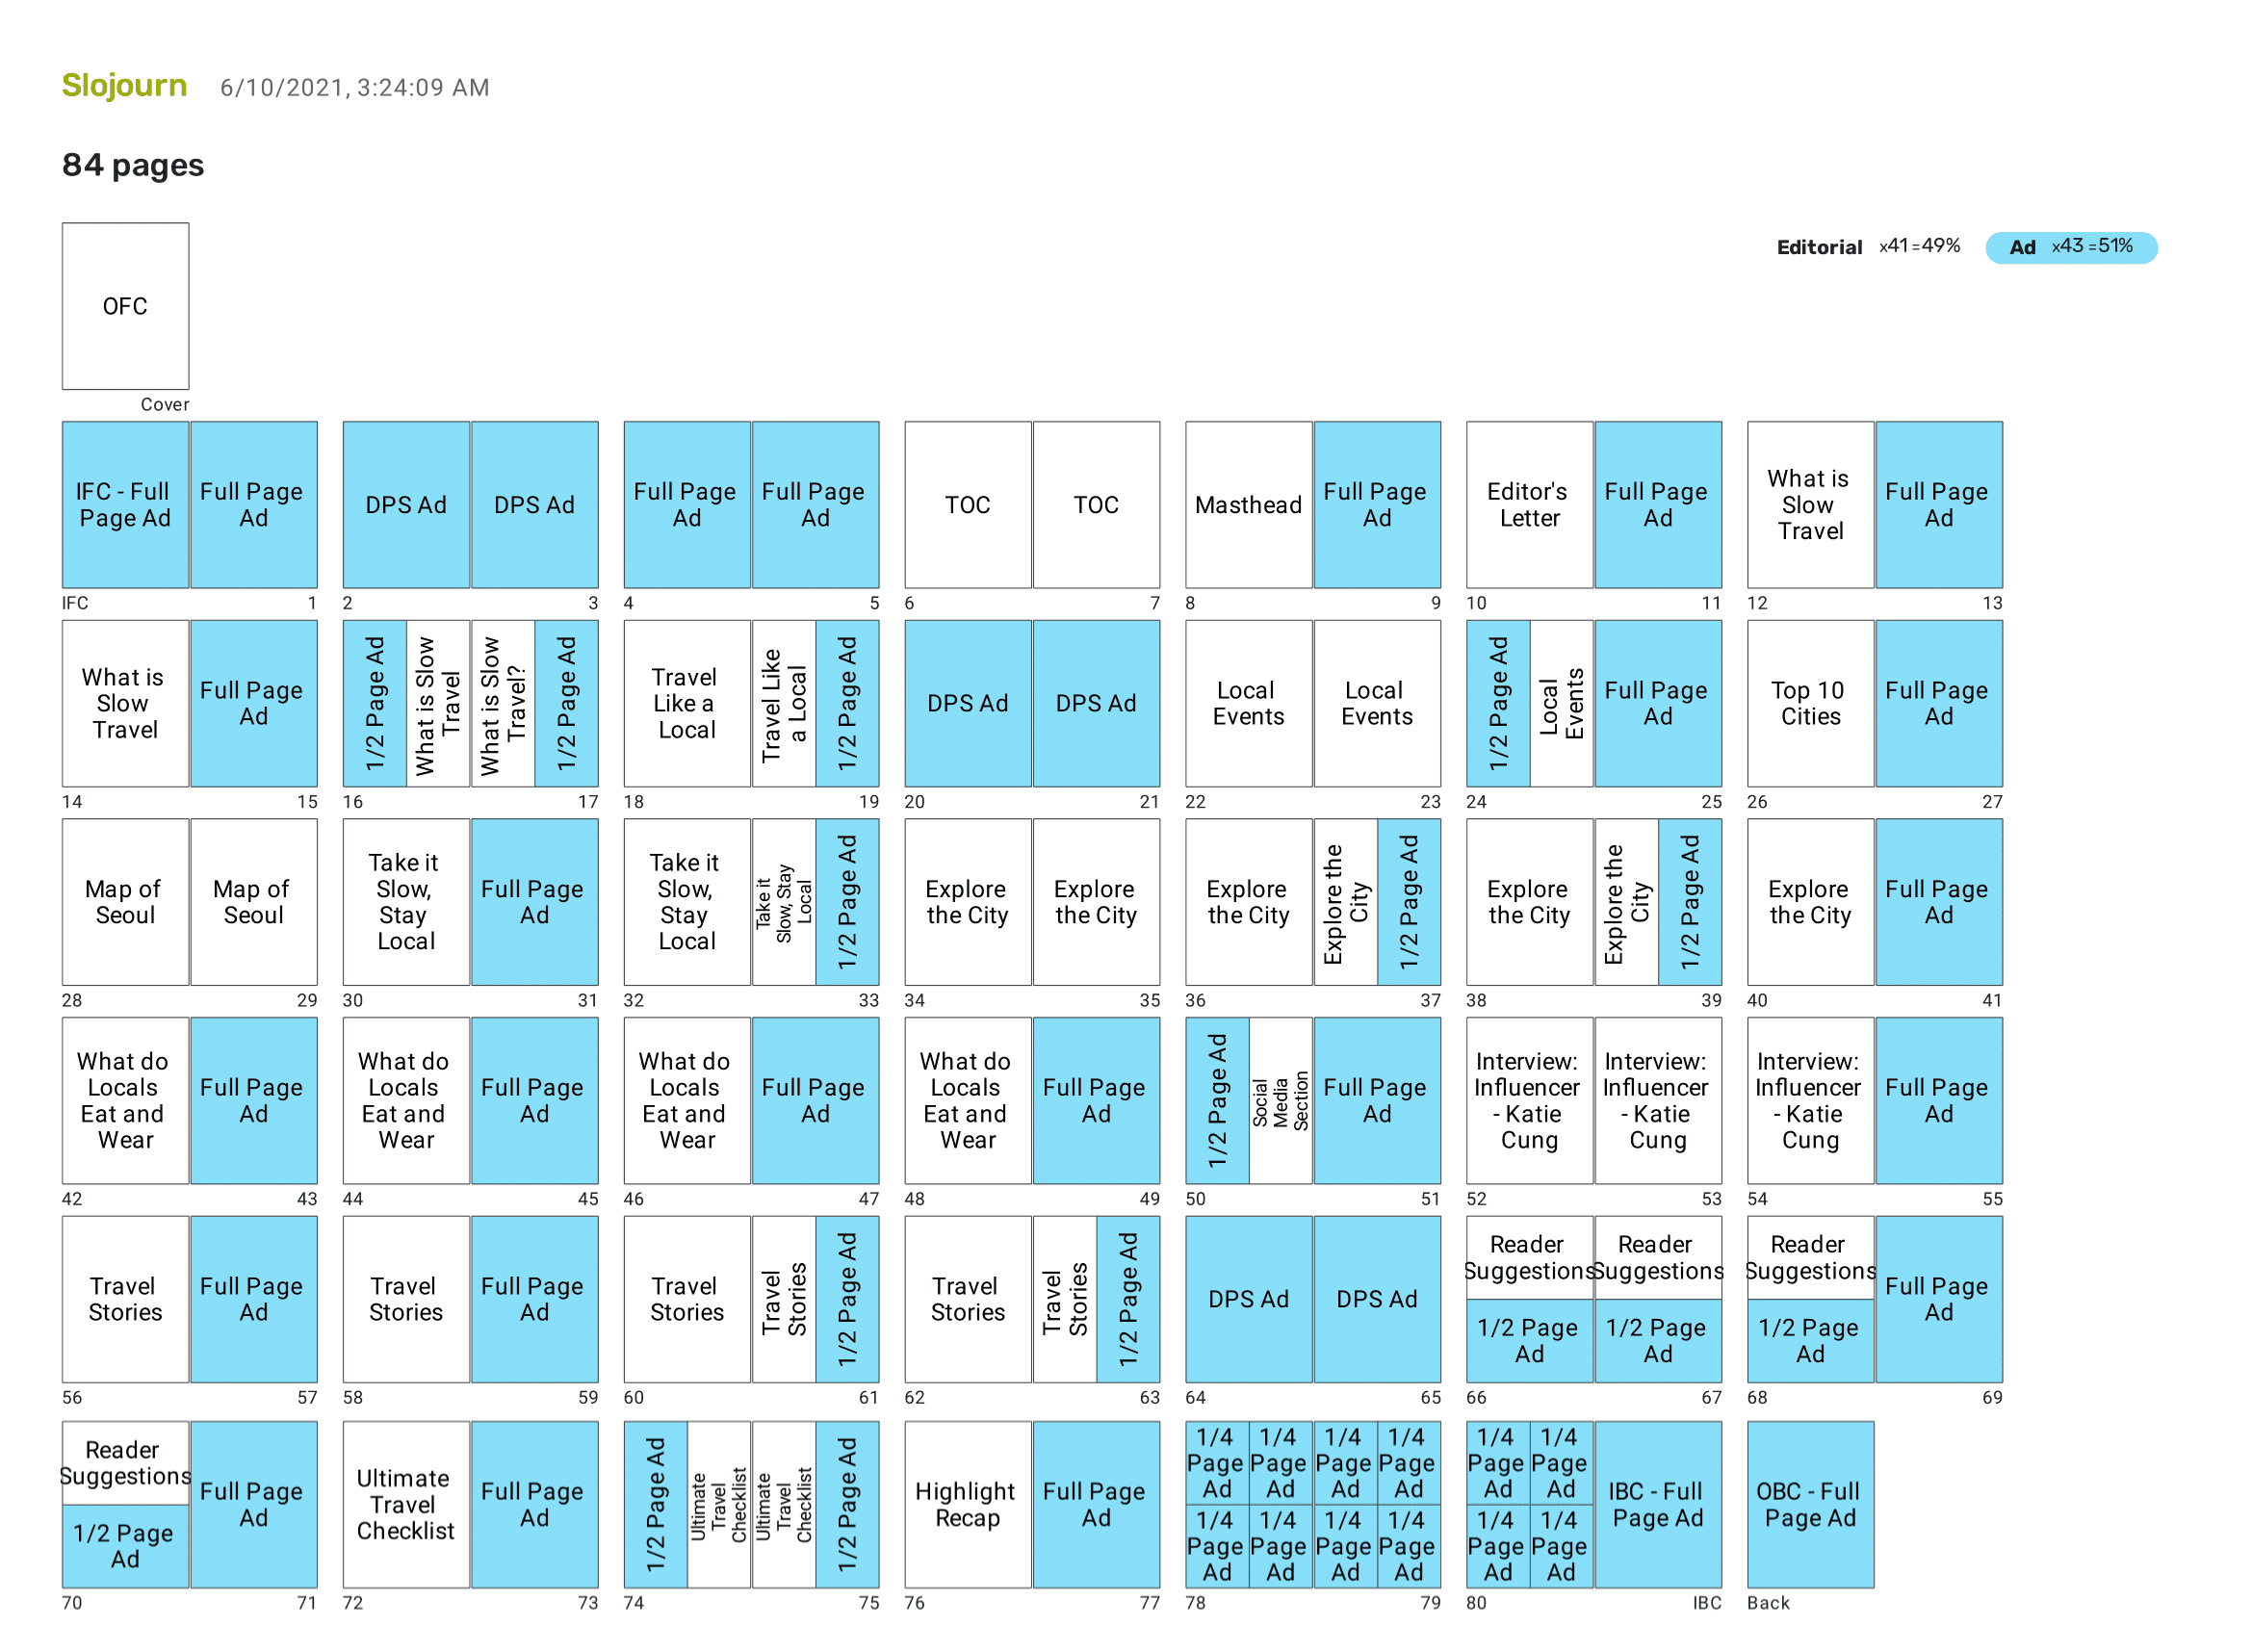 Slojourn 6/10/2021, 3:24:09 AM
84 pages
Editorial x41=49% Ad x43=51%
OFC
Cover
IFC - Full
Page Ad
Full Page
Ad
DPS Ad
DPS Ad
Full Page
Ad
Full Page
Ad
TOC
TOC
Masthead
Full Page
Ad
Editor's
Letter
Full Page
Ad
What is
Slow
Travel
Full Page
Ad
IFC 1 2 3 4 5 6 7 8 9 10 11 12 13
What is
Slow
Travel
Full Page
Ad
1/2 Page Ad
What is Slow
Travel
What is Slow
Travel?
1/2 Page Ad
Travel
Like a
Local
Travel Like
a Local
1/2 Page Ad
DPS Ad
DPS Ad
Local
Events
Local
Events
1/2 Page Ad
Local
Events
Full Page
Ad
Top 10
Cities
Full Page
Ad
14 15 16 17 18 19 20 21 22 23 24 25 26 27
Map of
Seoul
Map of
Seoul
Take it
Slow,
Stay
Local
Full Page
Ad
Take it
Slow,
Stay
Local
Take it
Slow, Stay
Local
1/2 Page Ad
Explore
the City
Explore
the City
Explore
the City
Explore the
City
1/2 Page Ad
Explore
the City
Explore the
City
1/2 Page Ad
Explore
the City
Full Page
Ad
28 29 30 31 32 33 34 35 36 37 38 39 40 41
What do
Locals
Eat and
Wear
Full Page
Ad
What do
Locals
Eat and
Wear
Full Page
Ad
What do
Locals
Eat and
Wear
Full Page
Ad
What do
Locals
Eat and
Wear
Full Page
Ad
1/2 Page Ad
Social
Media
Section
Full Page
Ad
Interview:
Influencer
- Katie
Cung
Interview:
Influencer
- Katie
Cung
Interview:
Influencer
- Katie
Cung
Full Page
Ad
42 43 44 45 46 47 48 49 50 51 52 53 54 55
Travel
Stories
Full Page
Ad
Travel
Stories
Full Page
Ad
Travel
Stories
Travel
Stories
1/2 Page Ad
Travel
Stories
Travel
Stories
1/2 Page Ad
DPS Ad
DPS Ad
Reader
Suggestions
1/2 Page
Ad
Reader
Suggestions
1/2 Page
Ad
Reader
Suggestions
1/2 Page
Ad
Full Page
Ad
56 57 58 59 60 61 62 63 64 65 66 67 68 69
Reader
Suggestions
1/2 Page
Ad
Full Page
Ad
Ultimate
Travel
Checklist
Full Page
Ad
1/2 Page Ad
Ultimate
Travel
Checklist
Ultimate
Travel
Checklist
1/2 Page Ad
Highlight
Recap
Full Page
Ad
1/4
Page
Ad
1/4
Page
Ad
1/4
Page
Ad
1/4
Page
Ad
1/4
Page
Ad
1/4
Page
Ad
1/4
Page
Ad
1/4
Page
Ad
1/4
Page
Ad
1/4
Page
Ad
1/4
Page
Ad
1/4
Page
Ad
IBC - Full
Page Ad
OBC - Full
Page Ad
70 71 72 73 74 75 76 77 78 79 80 IBC Back